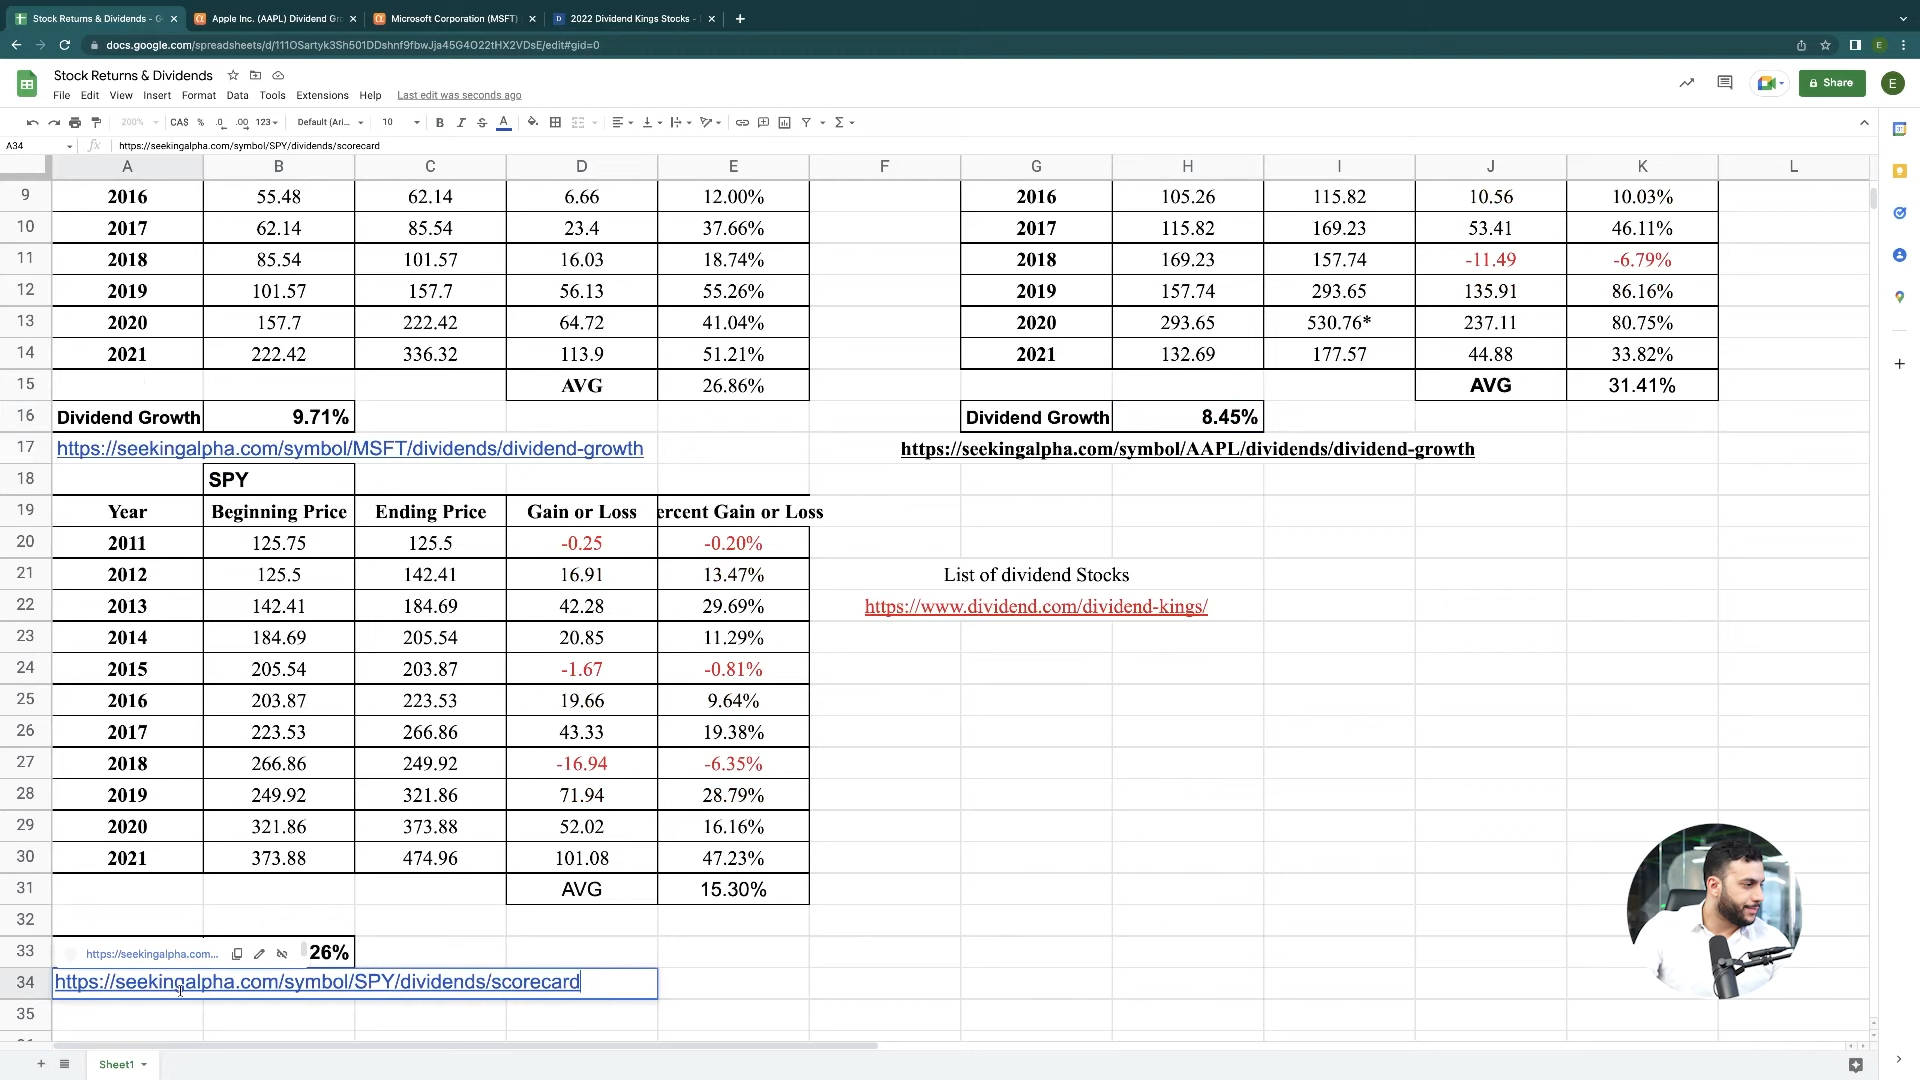 Stock Returns & Dividends - G
Apple Inc. (AAPL) Dividend Gr
Microsoft Corporation (MSFT)
2022 Dividend Kings Stocks -
docs.google.com/spreadsheets/d/111OSartyk3Sh501DDshnf9fbwJja45G4O22tHX2VDsE/edit#gid=0
Stock Returns & Dividends
File Edit View Insert Format Data Tools Extensions Help Last edit was seconds ago
Share
E
200% CA$ % .0 .00 123 Default (Ari... 10 B I S A
A34 fx https://seekingalpha.com/symbol/SPY/dividends/scorecard
A B C D E F G H I J K L
9 2016 55.48 62.14 6.66 12.00% 2016 105.26 115.82 10.56 10.03%
10 2017 62.14 85.54 23.4 37.66% 2017 115.82 169.23 53.41 46.11%
11 2018 85.54 101.57 16.03 18.74% 2018 169.23 157.74 -11.49 -6.79%
12 2019 101.57 157.7 56.13 55.26% 2019 157.74 293.65 135.91 86.16%
13 2020 157.7 222.42 64.72 41.04% 2020 293.65 530.76* 237.11 80.75%
14 2021 222.42 336.32 113.9 51.21% 2021 132.69 177.57 44.88 33.82%
15 AVG 26.86% AVG 31.41%
16 Dividend Growth 9.71% Dividend Growth 8.45%
17 https://seekingalpha.com/symbol/MSFT/dividends/dividend-growth https://seekingalpha.com/symbol/AAPL/dividends/dividend-growth
18 SPY
19 Year Beginning Price Ending Price Gain or Loss ercent Gain or Loss
20 2011 125.75 125.5 -0.25 -0.20%
21 2012 125.5 142.41 16.91 13.47% List of dividend Stocks
22 2013 142.41 184.69 42.28 29.69% https://www.dividend.com/dividend-kings/
23 2014 184.69 205.54 20.85 11.29%
24 2015 205.54 203.87 -1.67 -0.81%
25 2016 203.87 223.53 19.66 9.64%
26 2017 223.53 266.86 43.33 19.38%
27 2018 266.86 249.92 -16.94 -6.35%
28 2019 249.92 321.86 71.94 28.79%
29 2020 321.86 373.88 52.02 16.16%
30 2021 373.88 474.96 101.08 47.23%
31 AVG 15.30%
32
33 https://seekingalpha.com... 26%
34 https://seekingalpha.com/symbol/SPY/dividends/scorecard
35
Sheet1